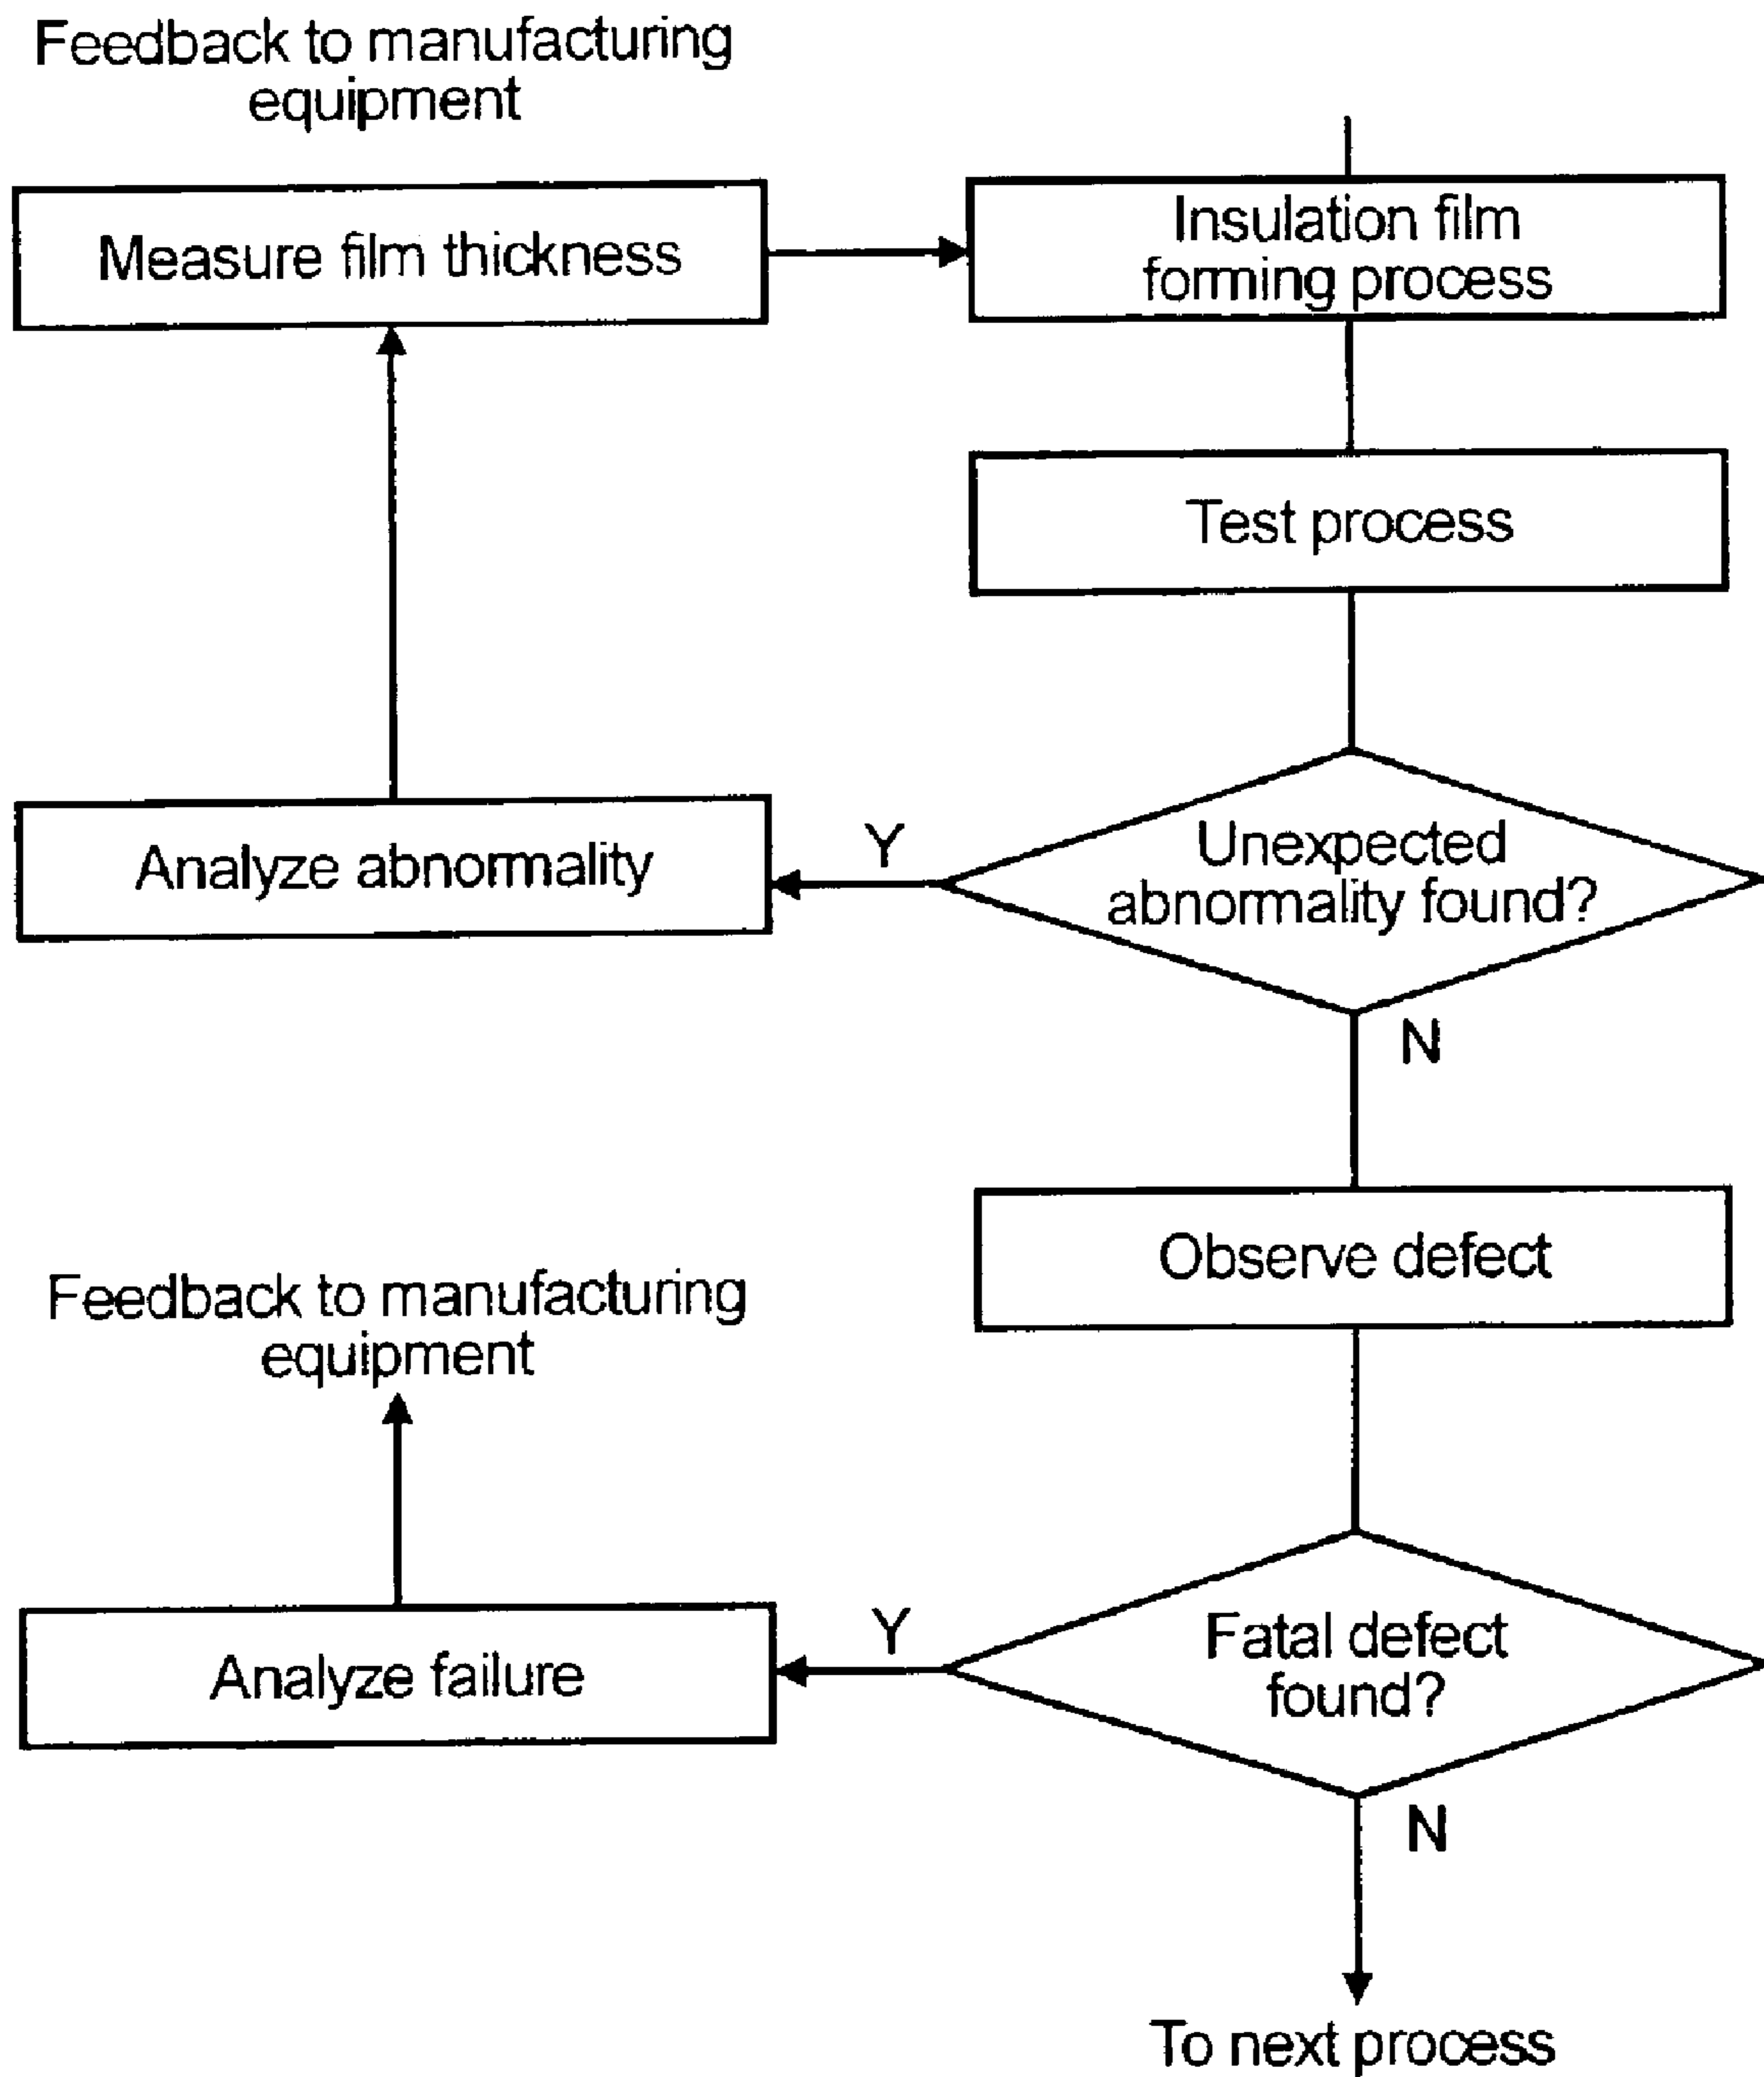 Feedback to manufacturing
equipment
Measure film thickness
Insulation film
forming process
Test process
Analyze abnormality
Y
Unexpected
abnormality found?
N
Observe defect
Feedback to manufacturing
equipment
Analyze failure
Y
Fatal defect
found?
N
To next process